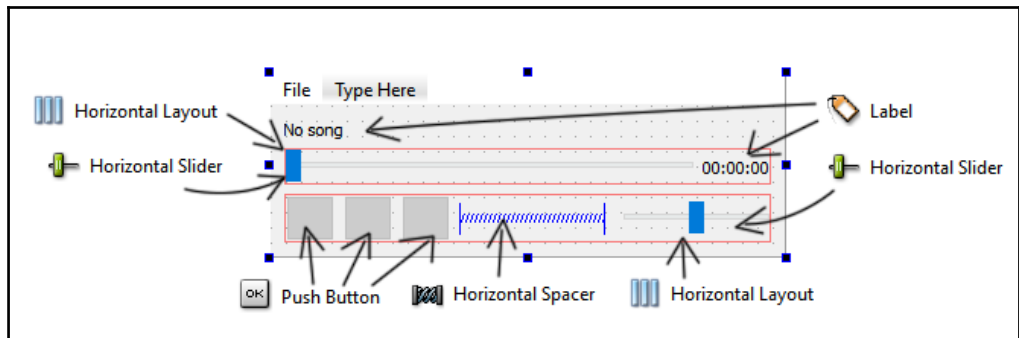 File Type Here
Horizontal Layout
No song
Label
Horizontal Slider
00:00:00
Horizontal Slider
OK Push Button
Horizontal Spacer
Horizontal Layout